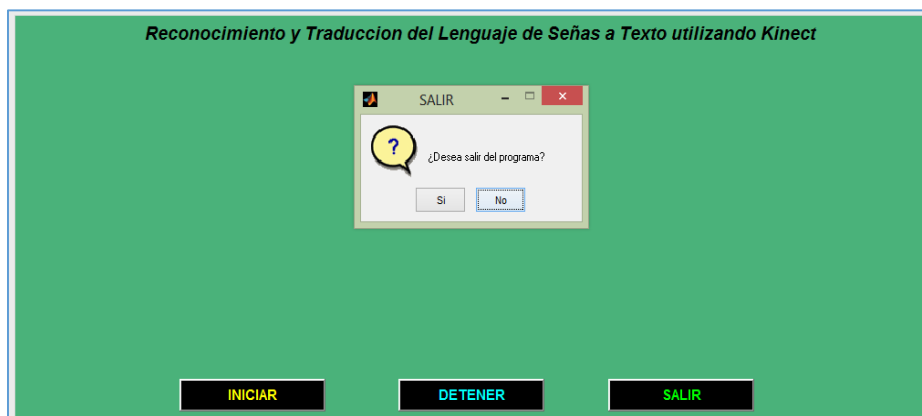 Reconocimiento y Traduccion del Lenguaje de Señas a Texto utilizando Kinect
SALIR
?
¿Desea salir del programa?
Si No
INICIAR DETENER SALIR